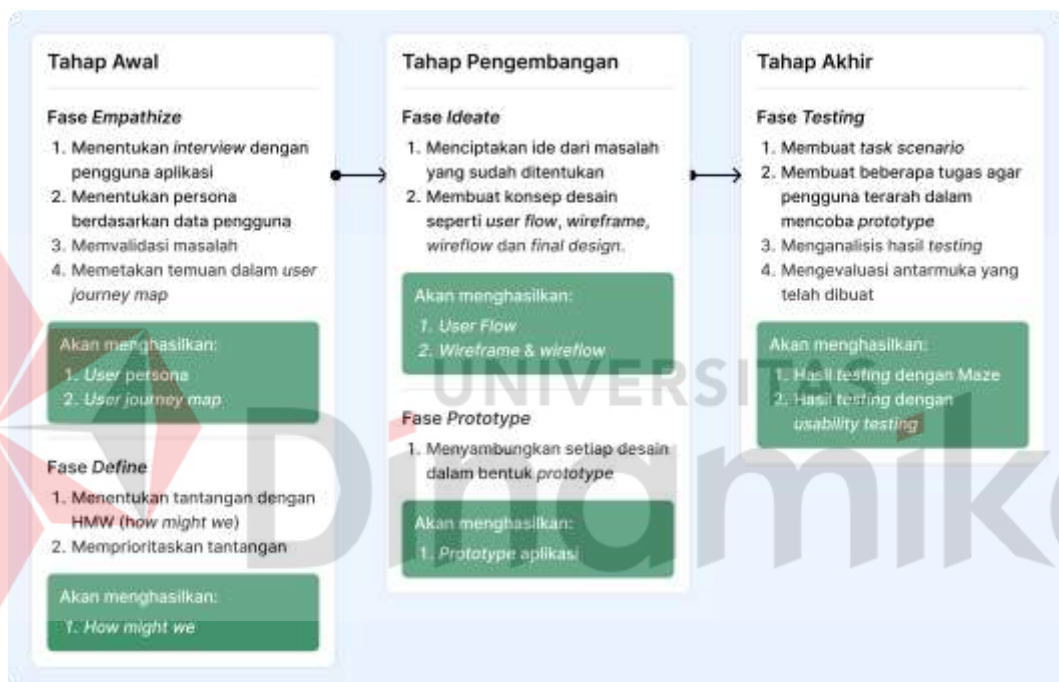 Tahap Awal
Fase Empathize
1. Menentukan interview dengan
pengguna aplikasi
2. Menentukan persona
berdasarkan data pengguna
3. Memvalidasi masalah
4. Memetakan temuan dalam user
journey map
Akan menghasilkan:
1. User persona
2. User journey map
Fase Define
1. Menentukan tantangan dengan
HMW (how might we)
2. Memprioritaskan tantangan
Akan menghasilkan:
1. How might we
Tahap Pengembangan
Fase Ideate
1. Menciptakan ide dari masalah
yang sudah ditentukan
2. Membuat konsep desain
seperti user flow, wireframe,
wireflow dan final design.
Akan menghasilkan:
1. User Flow
2. Wireframe & wireflow
Fase Prototype
1. Menyambungkan setiap desain
dalam bentuk prototype
Akan menghasilkan:
1. Prototype aplikasi
Tahap Akhir
Fase Testing
1. Membuat task scenario
2. Membuat beberapa tugas agar
pengguna terarah dalam
mencoba prototype
3. Menganalisis hasil testing
4. Mengevaluasi antarmuka yang
telah dibuat
Akan menghasilkan:
1. Hasil testing dengan Maze
2. Hasil testing dengan
usability testing
UNIVERSITAS
Dinamika